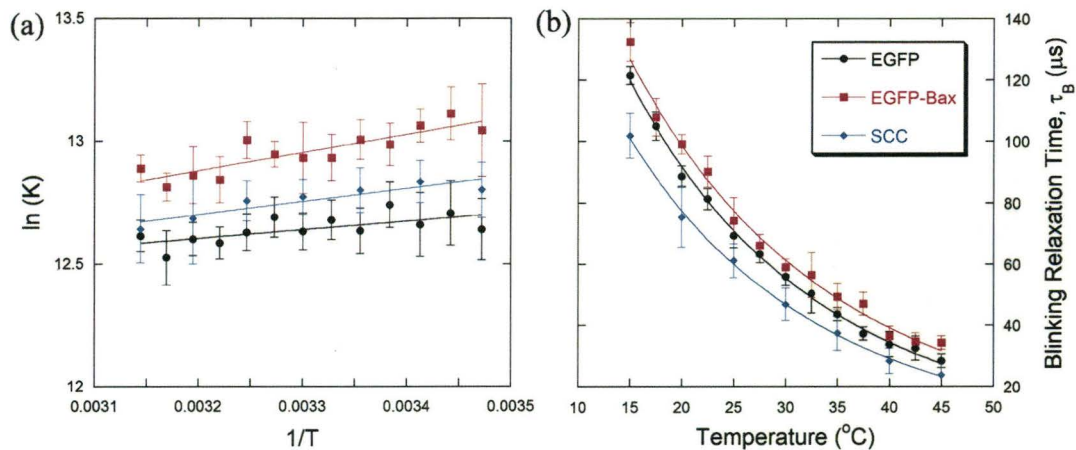 (a)
13.5
13
12.5
12
ln (K)
0.0031 0.0032 0.0033 0.0034 0.0035
1/T
(b)
EGFP
EGFP-Bax
SCC
140
120
100
80
60
40
20
Blinking Relaxation Time, τB (μs)
10 15 20 25 30 35 40 45 50
Temperature (°C)